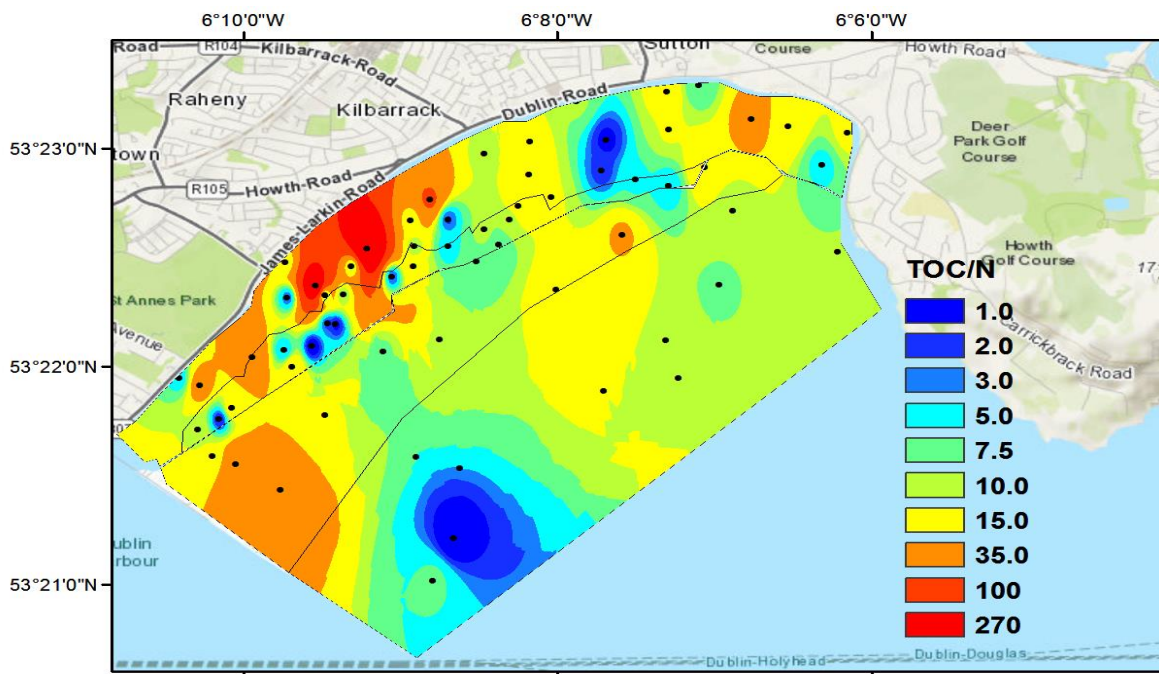 6°10'0"W 6°8'0"W 6°6'0"W
Road R104 Kilbarrack-Road Sutton Course Howth Road
Raheny
Kilbarrack
Dublin-Road
Deer
Park Golf
Course
53°23'0"N
town
R105 Howth-Road
James-Larkin-Road
Howth
Golf Course
TOC/N
17
St Annes Park
Avenue
1.0
2.0
3.0
5.0
7.5
10.0
15.0
35.0
100
270
Carrickbrack Road
53°22'0"N
ublin
rbour
53°21'0"N
Dublin-Holyhead
Dublin-Douglas